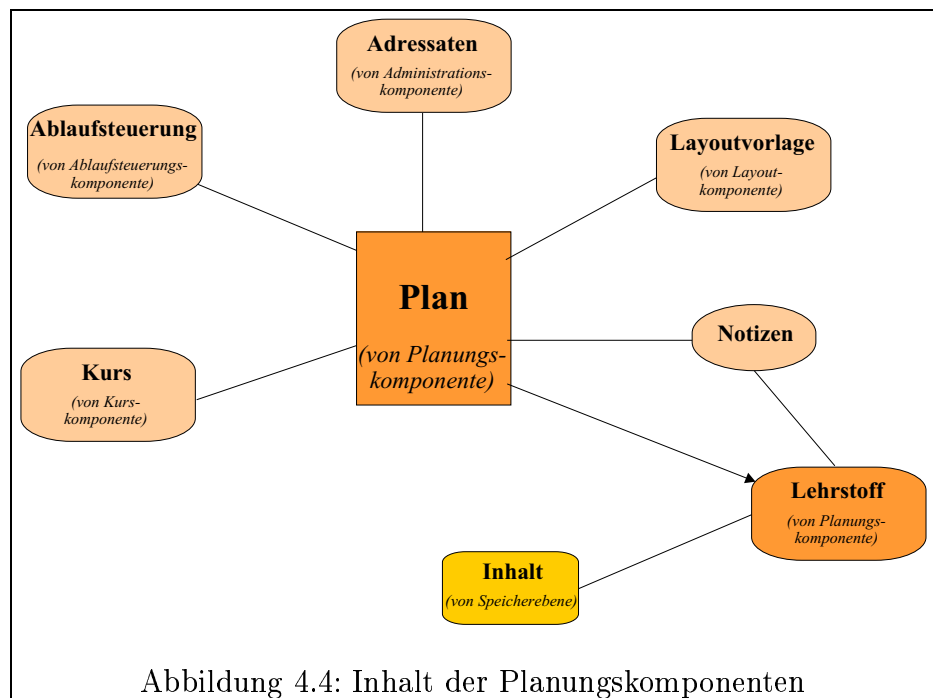 Adressaten
(von Administrations-
komponente)
Ablaufsteuerung
(von Ablaufsteuerungs-
komponente)
Layoutvorlage
(von Layout-
komponente)
Plan
(von Planungs-
komponente)
Notizen
Kurs
(von Kurs-
komponente)
Lehrstoff
(von Planungs-
komponente)
Inhalt
(von Speicherebene)
Abbildung 4.4: Inhalt der Planungskomponenten